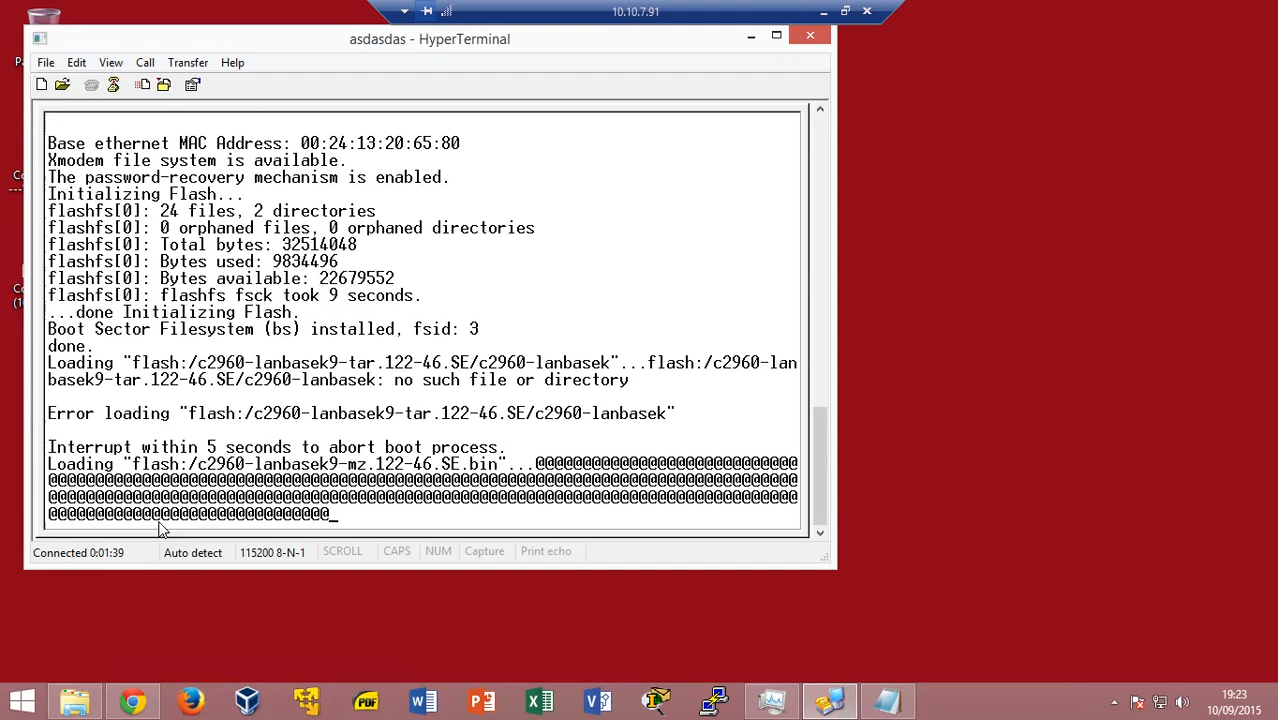 10.10.7.91
asdasdas - HyperTerminal
File Edit View Call Transfer Help
Base ethernet MAC Address: 00:24:13:20:65:80
Xmodem file system is available.
The password-recovery mechanism is enabled.
Initializing Flash...
flashfs[0]: 24 files, 2 directories
flashfs[0]: 0 orphaned files, 0 orphaned directories
flashfs[0]: Total bytes: 32514048
flashfs[0]: Bytes used: 9834496
flashfs[0]: Bytes available: 22679552
flashfs[0]: flashfs fsck took 9 seconds.
...done Initializing Flash.
Boot Sector Filesystem (bs) installed, fsid: 3
done.
Loading "flash:/c2960-lanbasek9-tar.122-46.SE/c2960-lanbasek"...flash:/c2960-lan
basek9-tar.122-46.SE/c2960-lanbasek: no such file or directory
Error loading "flash:/c2960-lanbasek9-tar.122-46.SE/c2960-lanbasek"
Interrupt within 5 seconds to abort boot process.
Loading "flash:/c2960-lanbasek9-mz.122-46.SE.bin"...@@@@@@@@@@@@@@@@@@@@@@@@@@@@
@@@@@@@@@@@@@@@@@@@@@@@@@@@@@@@@@@@@@@@@@@@@@@@@@@@@@@@@@@@@@@@@@@@@@@@@@@@@@@@@
@@@@@@@@@@@@@@@@@@@@@@@@@@@@@@@@@@@@@@@@@@@@@@@@@@@@@@@@@@@@@@@@@@@@@@@@@@@@@@@@
@@@@@@@@@@@@@@@@@@@@@@@@@@@@@@_
Connected 0:01:39 Auto detect 115200 8-N-1 SCROLL CAPS NUM Capture Print echo
PDF
19:23
10/09/2015